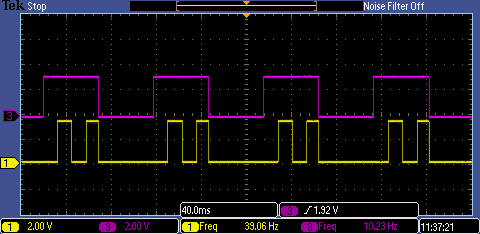 Tek Stop Noise Filter Off
3
1
40.0ms 3 1.92 V
1 2.00 V 3 2.00 V 1 Freq 39.06 Hz 3 Freq 10.23 Hz 11:37:21